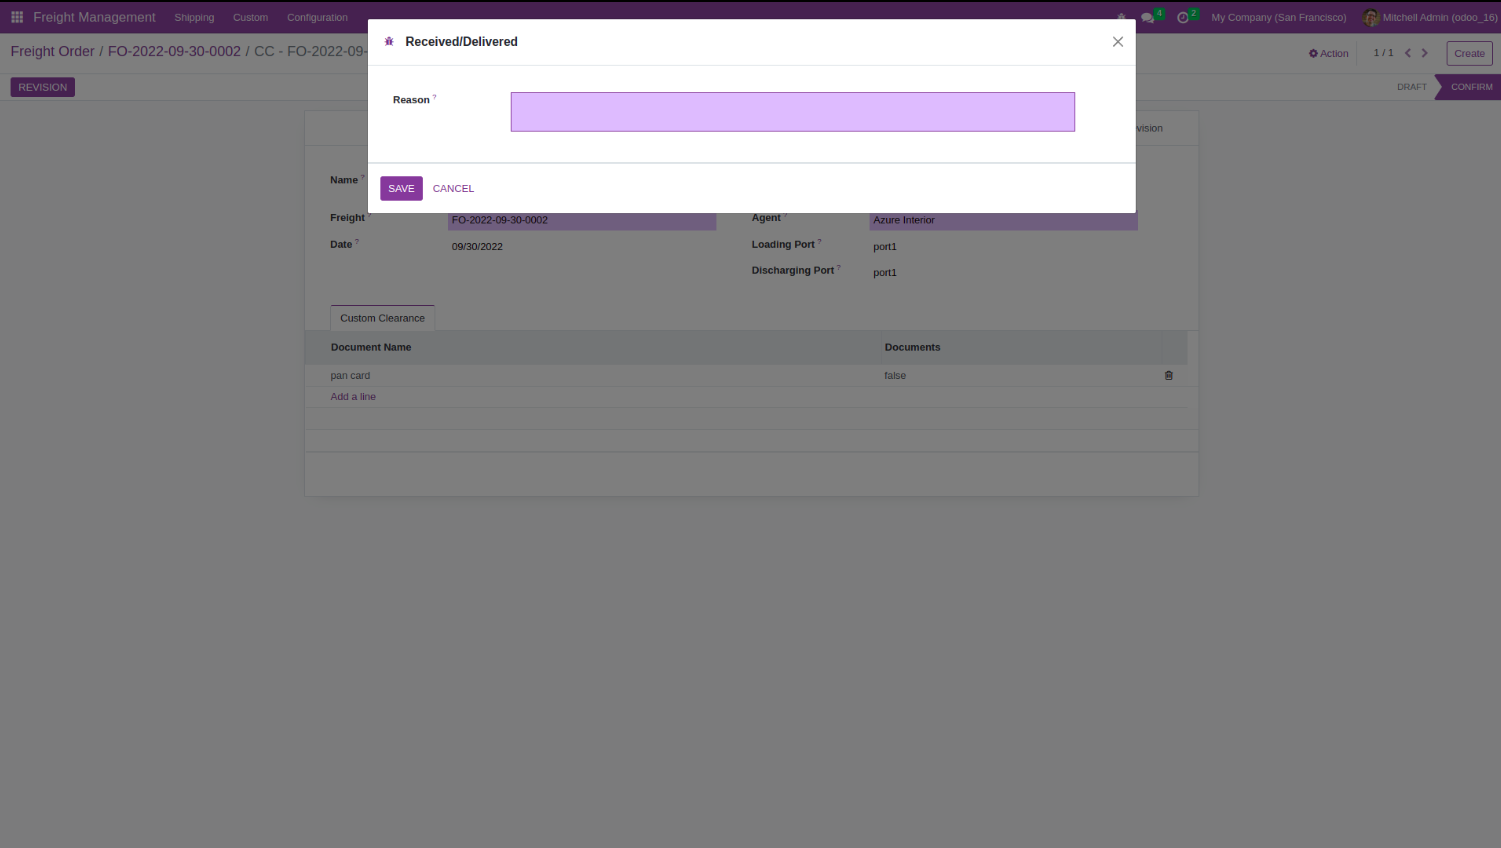 Freight Management Shipping Custom Configuration 4 2 My Company (San Francisco) Mitchell Admin (odoo_16)
Received/Delivered
Freight Order / FO-2022-09-30-0002 / CC - FO-2022-09- Action 1 / 1 Create
REVISION DRAFT CONFIRM
Reason ?
vision
Name ?
SAVE CANCEL
Freight ? FO-2022-09-30-0002 Agent ? Azure Interior
Date ? 09/30/2022 Loading Port ? port1
Discharging Port ? port1
Custom Clearance
Document Name Documents
pan card false
Add a line